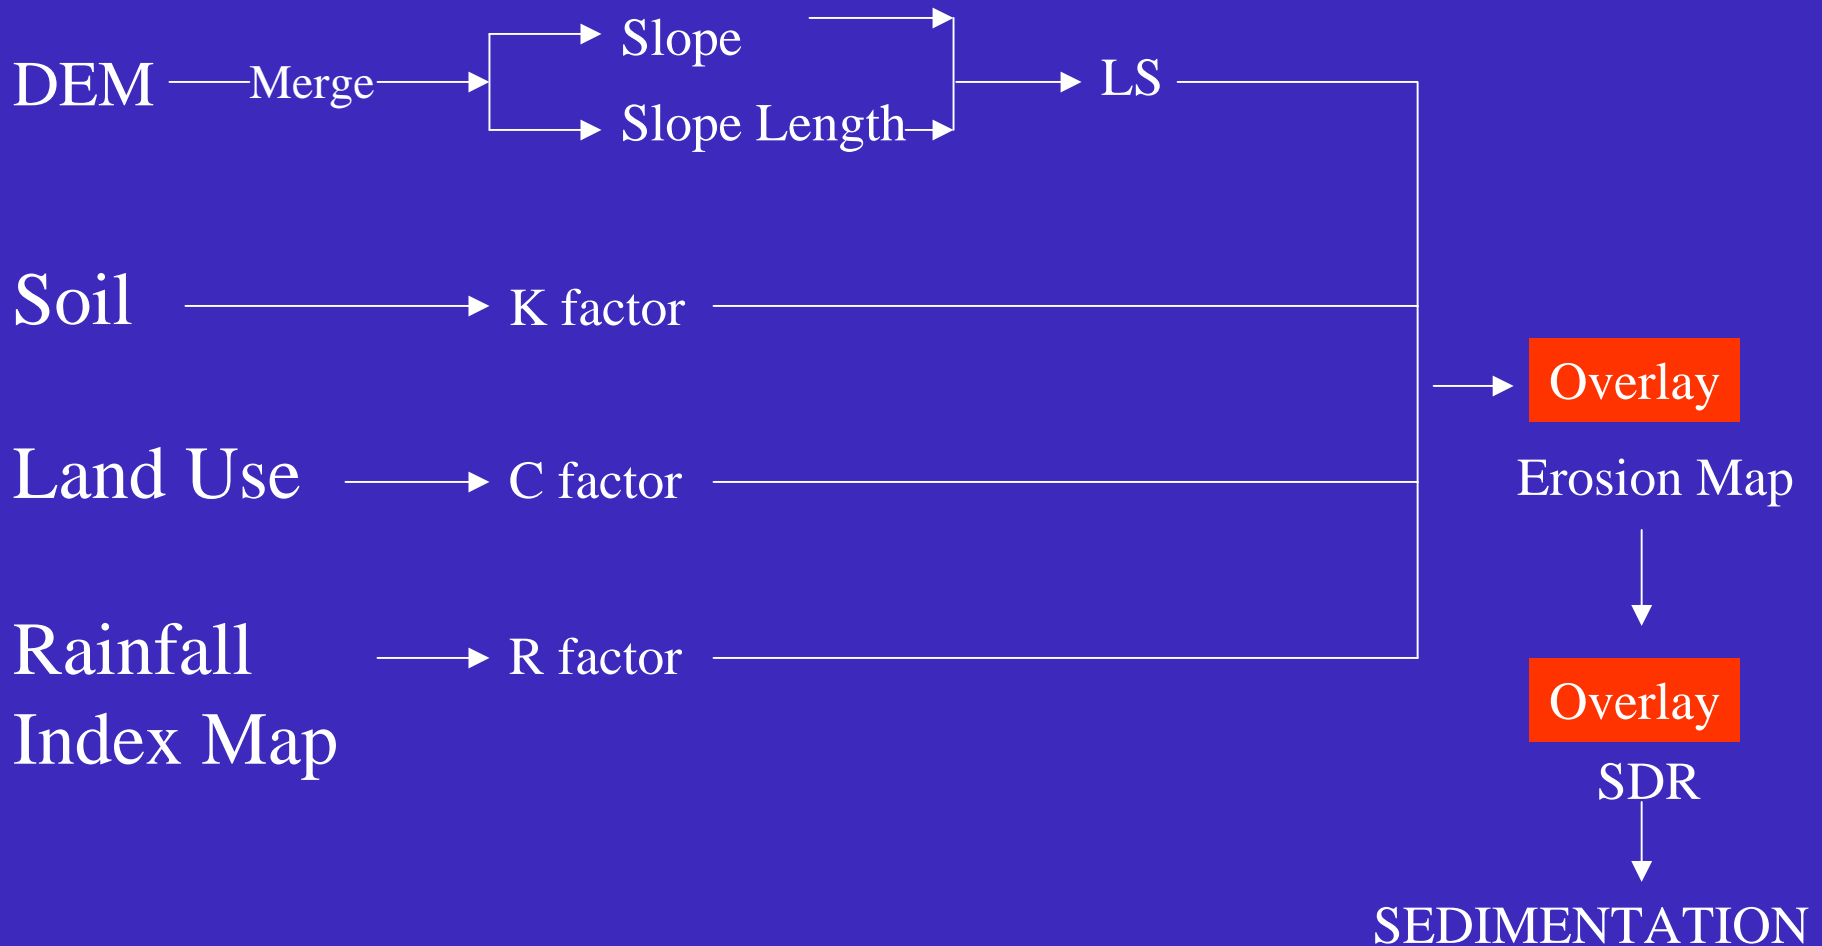 DEM
Merge
Slope
Slope Length
LS
Soil
K factor
Overlay
Land Use
C factor
Erosion Map
Rainfall
Index Map
R factor
Overlay
SDR
SEDIMENTATION